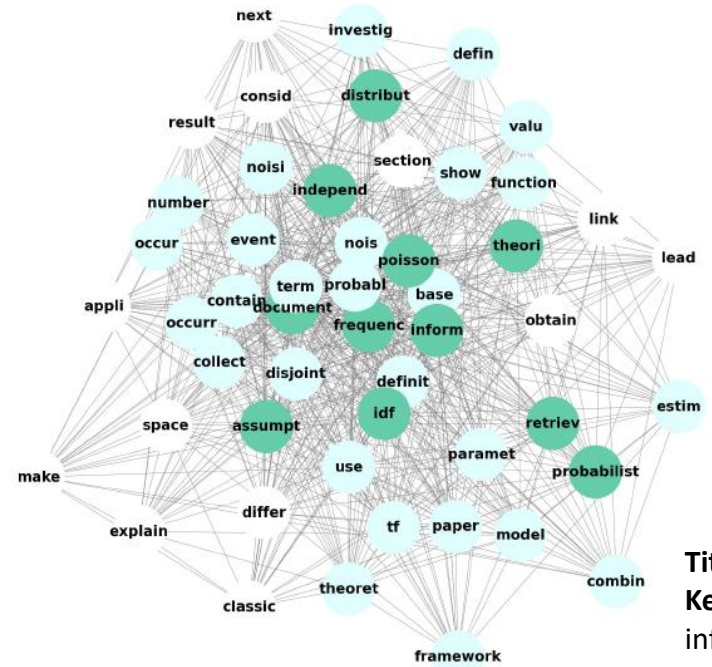 next
investig
defin
consid
distribut
result
valu
section
noisi
show
function
independ
number
link
occur
event
nois
theori
lead
poisson
term
probabl
base
contain
document
appli
occurr
frequenc
inform
obtain
collect
disjoint
definit
estim
idf
space
assumpt
retriev
paramet
use
probabilist
make
differ
tf
paper
explain
model
Tit
combin
theoret
Ke
classic
inf
framework